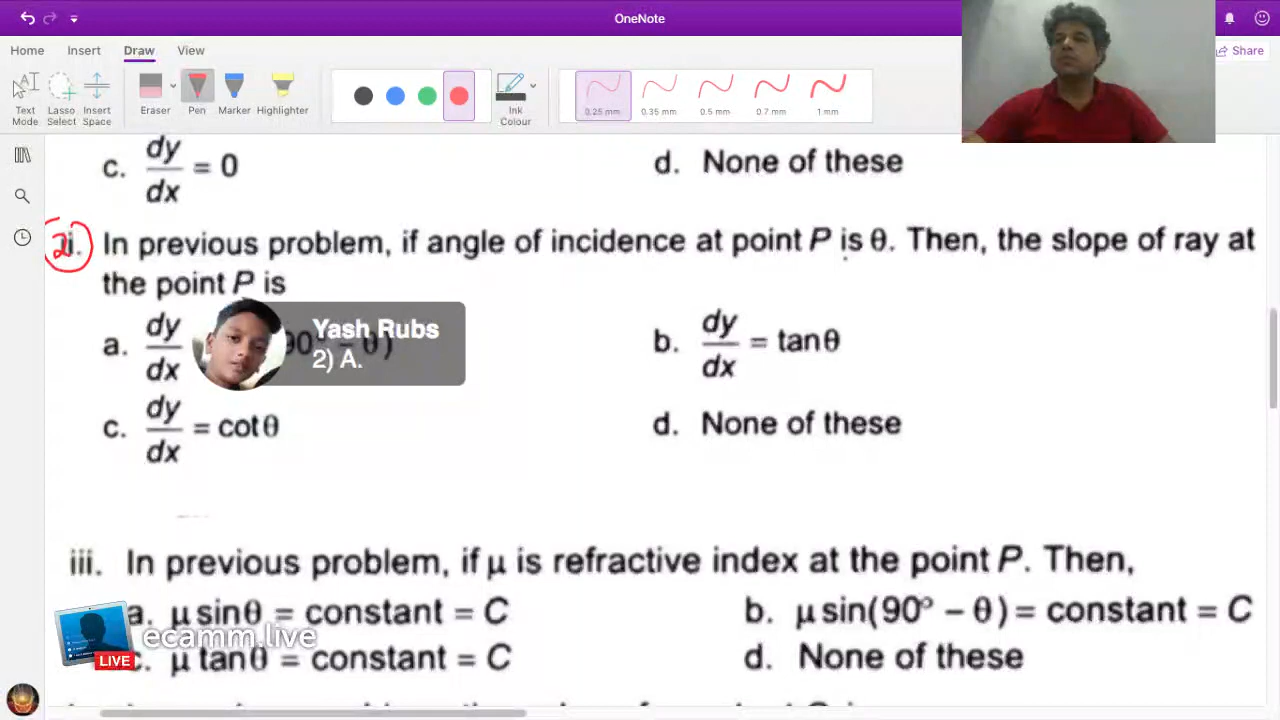 OneNote
Home Insert Draw View
Share
Text Mode
Lasso Select
Insert Space
Eraser
Pen
Marker
Highlighter
Ink Colour
0.25 mm
0.35 mm
0.5 mm
0.7 mm
1 mm
c. dy/dx = 0
d. None of these
2 i. In previous problem, if angle of incidence at point P is θ. Then, the slope of ray at
the point P is
a. dy/dx 90° − θ)
Yash Rubs
2) A.
b. dy/dx = tanθ
c. dy/dx = cotθ
d. None of these
iii. In previous problem, if μ is refractive index at the point P. Then,
a. μ sinθ = constant = C
b. μ sin(90° − θ) = constant = C
c. μ tanθ = constant = C
d. None of these
ecamm.live
LIVE